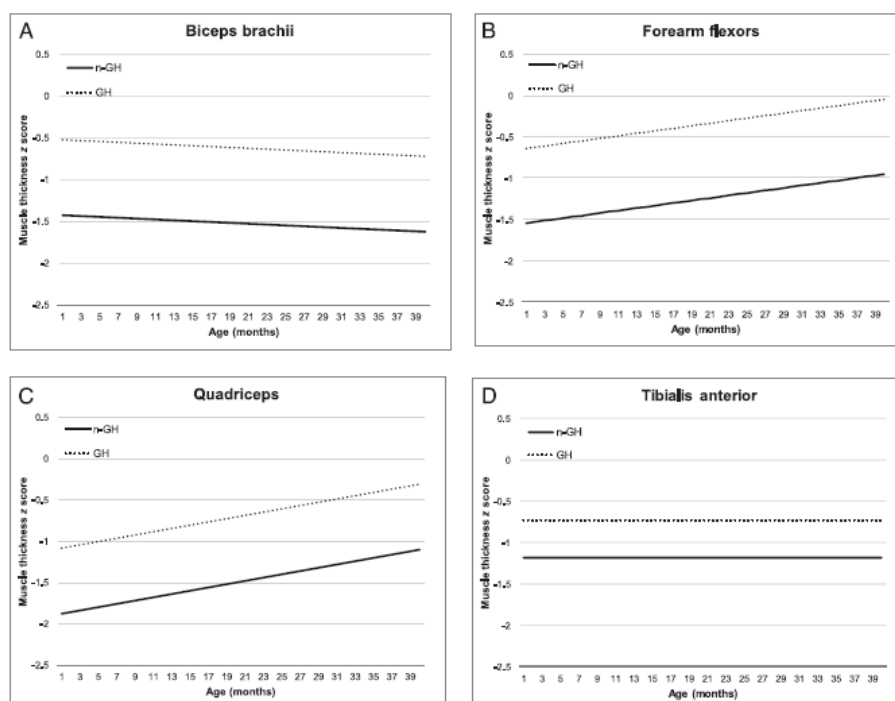 A
Biceps brachii
0.5
n-GH
0
GH
-0.5
-1
-1.5
-2
-2.5
Muscle thickness z score
1 3 5 7 9 11 13 15 17 19 21 23 25 27 29 31 33 35 37 39
Age (months)
B
Forearm flexors
0.5
n-GH
0
GH
-0.5
-1
-1.5
-2
-2.5
Muscle thickness z score
1 3 5 7 9 11 13 15 17 19 21 23 25 27 29 31 33 35 37 39
Age (months)
C
Quadriceps
0.5
n-GH
0
GH
-0.5
-1
-1.5
-2
-2.5
Muscle thickness z score
1 3 5 7 9 11 13 15 17 19 21 23 25 27 29 31 33 35 37 39
Age (months)
D
Tibialis anterior
0.5
n-GH
0
GH
-0.5
-1
-1.5
-2
-2.5
Muscle thickness z score
1 3 5 7 9 11 13 15 17 19 21 23 25 27 29 31 33 35 37 39
Age (months)